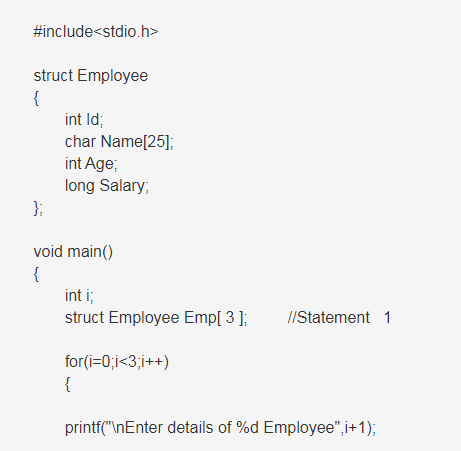 #include<stdio.h>
struct Employee
{
int Id;
char Name[25];
int Age;
long Salary;
};
void main()
{
int i;
struct Employee Emp[ 3 ]; //Statement 1
for(i=0;i<3;i++)
{
printf("\nEnter details of %d Employee",i+1);